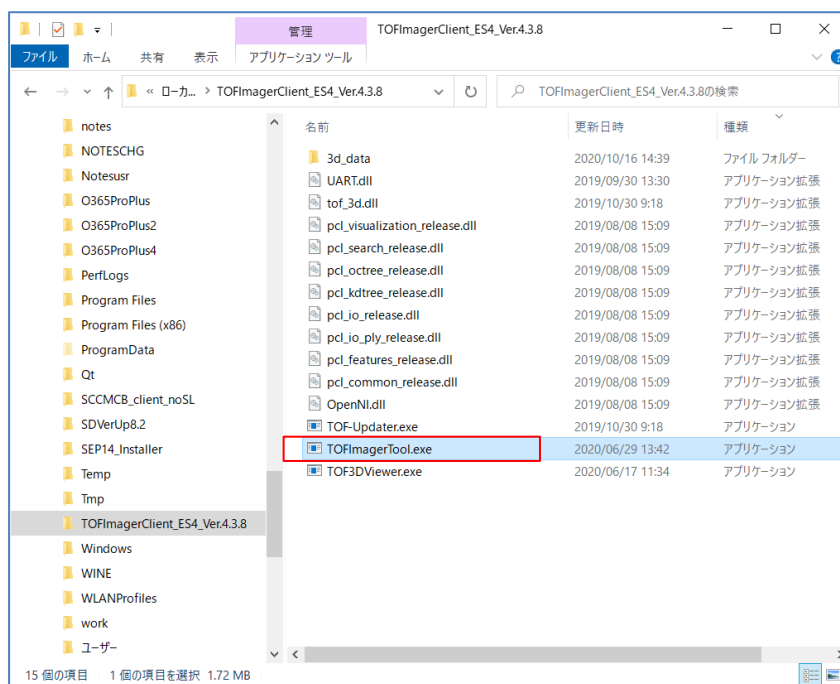 管理
TOFImagerClient_ES4_Ver.4.3.8
ファイル ホーム 共有 表示 アプリケーション ツール
« ローカ... > TOFImagerClient_ES4_Ver.4.3.8
TOFImagerClient_ES4_Ver.4.3.8の検索
notes
NOTESCHG
Notesusr
O365ProPlus
O365ProPlus2
O365ProPlus4
PerfLogs
Program Files
Program Files (x86)
ProgramData
Qt
SCCMCB_client_noSL
SDVerUp8.2
SEP14_Installer
Temp
Tmp
TOFImagerClient_ES4_Ver.4.3.8
Windows
WINE
WLANProfiles
work
ユーザー
名前 更新日時 種類
3d_data 2020/10/16 14:39 ファイル フォルダー
UART.dll 2019/09/30 13:30 アプリケーション拡張
tof_3d.dll 2019/10/30 9:18 アプリケーション拡張
pcl_visualization_release.dll 2019/08/08 15:09 アプリケーション拡張
pcl_search_release.dll 2019/08/08 15:09 アプリケーション拡張
pcl_octree_release.dll 2019/08/08 15:09 アプリケーション拡張
pcl_kdtree_release.dll 2019/08/08 15:09 アプリケーション拡張
pcl_io_release.dll 2019/08/08 15:09 アプリケーション拡張
pcl_io_ply_release.dll 2019/08/08 15:09 アプリケーション拡張
pcl_features_release.dll 2019/08/08 15:09 アプリケーション拡張
pcl_common_release.dll 2019/08/08 15:09 アプリケーション拡張
OpenNI.dll 2019/08/08 15:09 アプリケーション拡張
TOF-Updater.exe 2019/10/30 9:18 アプリケーション
TOFImagerTool.exe 2020/06/29 13:42 アプリケーション
TOF3DViewer.exe 2020/06/17 11:34 アプリケーション
15 個の項目 1 個の項目を選択 1.72 MB